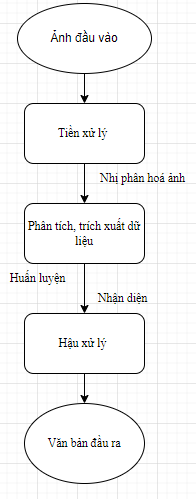 Ảnh đầu vào
Tiền xử lý
Nhị phân hoá ảnh
Phân tích, trích xuất dữ
liệu
Huấn luyện
Nhận diện
Hậu xử lý
Văn bản đầu ra